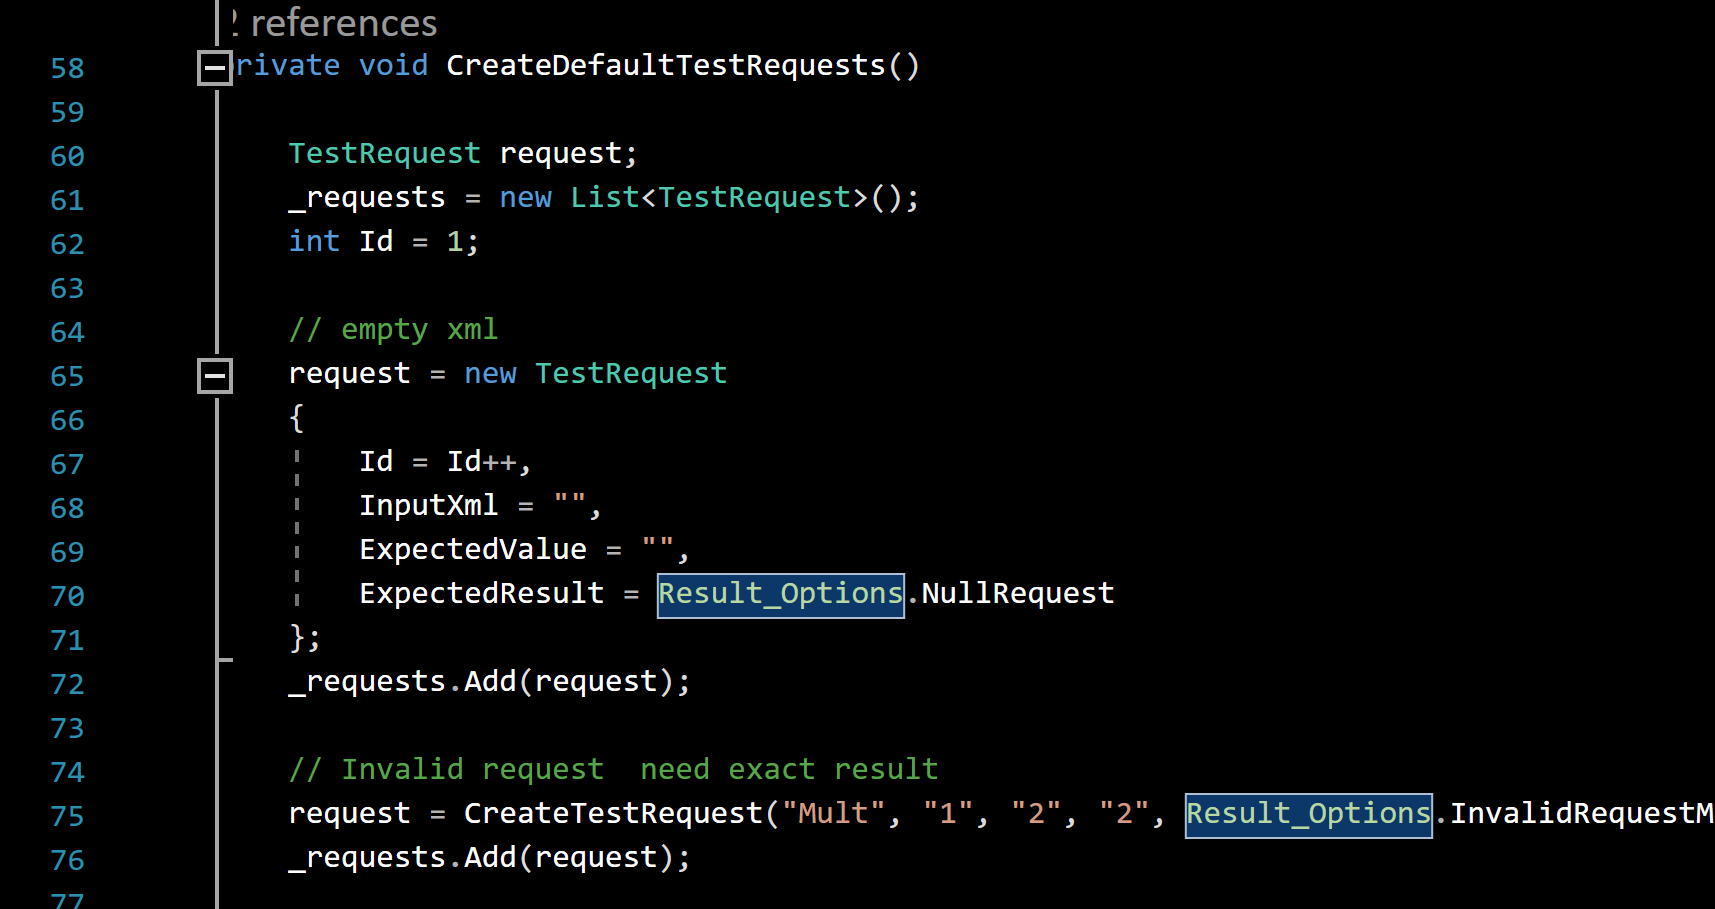 2 references
58 private void CreateDefaultTestRequests()
59
60 TestRequest request;
61 _requests = new List<TestRequest>();
62 int Id = 1;
63
64 // empty xml
65 request = new TestRequest
66 {
67 Id = Id++,
68 InputXml = "",
69 ExpectedValue = "",
70 ExpectedResult = Result_Options.NullRequest
71 };
72 _requests.Add(request);
73
74 // Invalid request  need exact result
75 request = CreateTestRequest("Mult", "1", "2", "2", Result_Options.InvalidRequestM
76 _requests.Add(request);
77